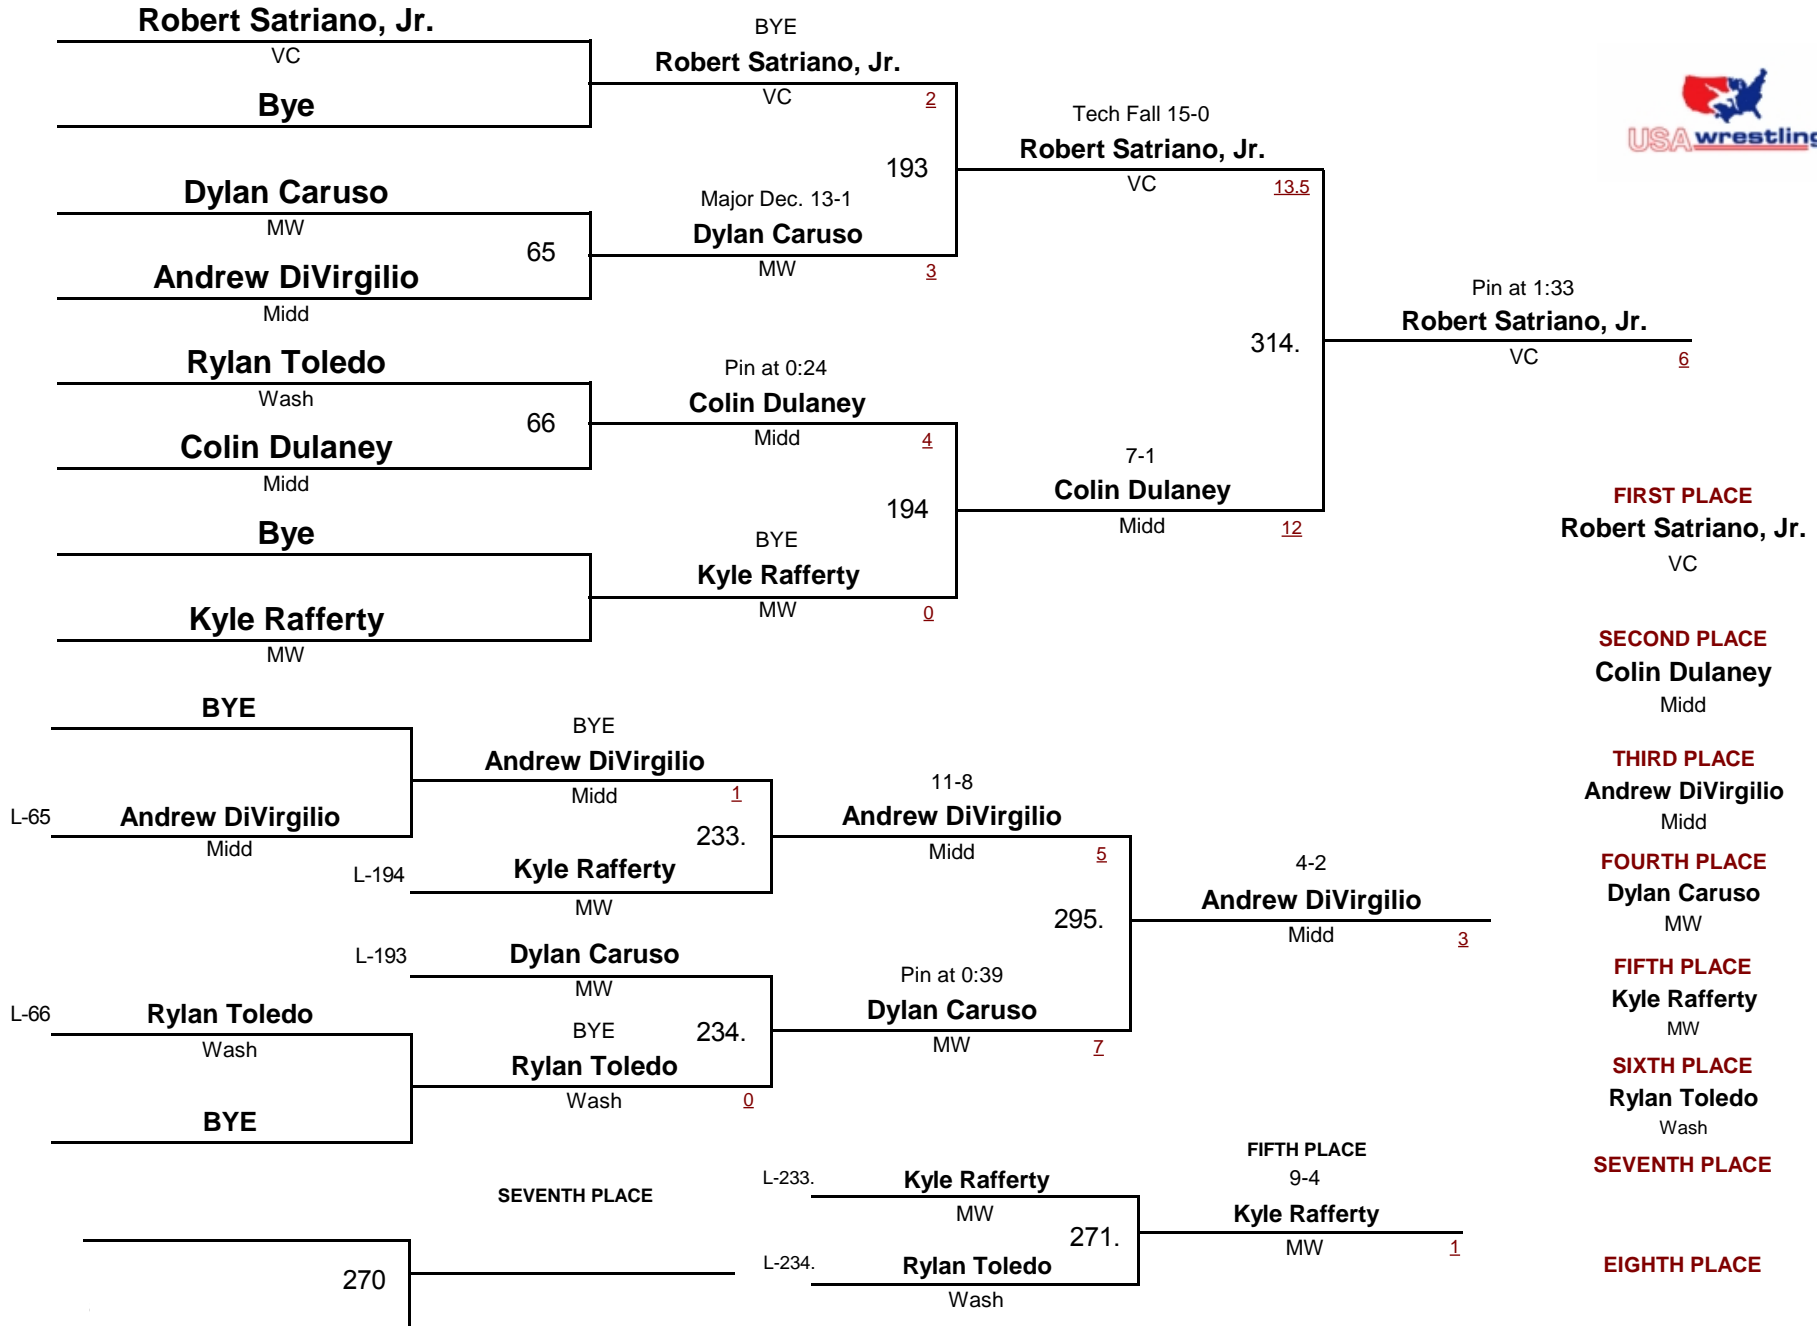 Robert Satriano, Jr.
VC
Bye
BYE
Robert Satriano, Jr.
VC
2
Dylan Caruso
MW
65
Andrew DiVirgilio
Midd
193
Major Dec. 13-1
Dylan Caruso
MW
3
Tech Fall 15-0
Robert Satriano, Jr.
VC
13.5
USA wrestling
Rylan Toledo
Wash
66
Colin Dulaney
Midd
Pin at 0:24
Colin Dulaney
Midd
4
314.
Pin at 1:33
Robert Satriano, Jr.
VC
6
Bye
Kyle Rafferty
MW
194
BYE
Kyle Rafferty
MW
0
7-1
Colin Dulaney
Midd
12
FIRST PLACE
Robert Satriano, Jr.
VC
SECOND PLACE
Colin Dulaney
Midd
THIRD PLACE
Andrew DiVirgilio
Midd
FOURTH PLACE
Dylan Caruso
MW
FIFTH PLACE
Kyle Rafferty
MW
SIXTH PLACE
Rylan Toledo
Wash
SEVENTH PLACE
EIGHTH PLACE
BYE
L-65
Andrew DiVirgilio
Midd
BYE
Andrew DiVirgilio
Midd
1
233.
L-194
Kyle Rafferty
MW
11-8
Andrew DiVirgilio
Midd
5
295.
4-2
Andrew DiVirgilio
Midd
3
L-193
Dylan Caruso
MW
L-66
Rylan Toledo
Wash
BYE
234.
Rylan Toledo
Wash
0
BYE
Pin at 0:39
Dylan Caruso
MW
7
SEVENTH PLACE
270
L-233.
Kyle Rafferty
MW
271.
L-234.
Rylan Toledo
Wash
FIFTH PLACE
9-4
Kyle Rafferty
MW
1